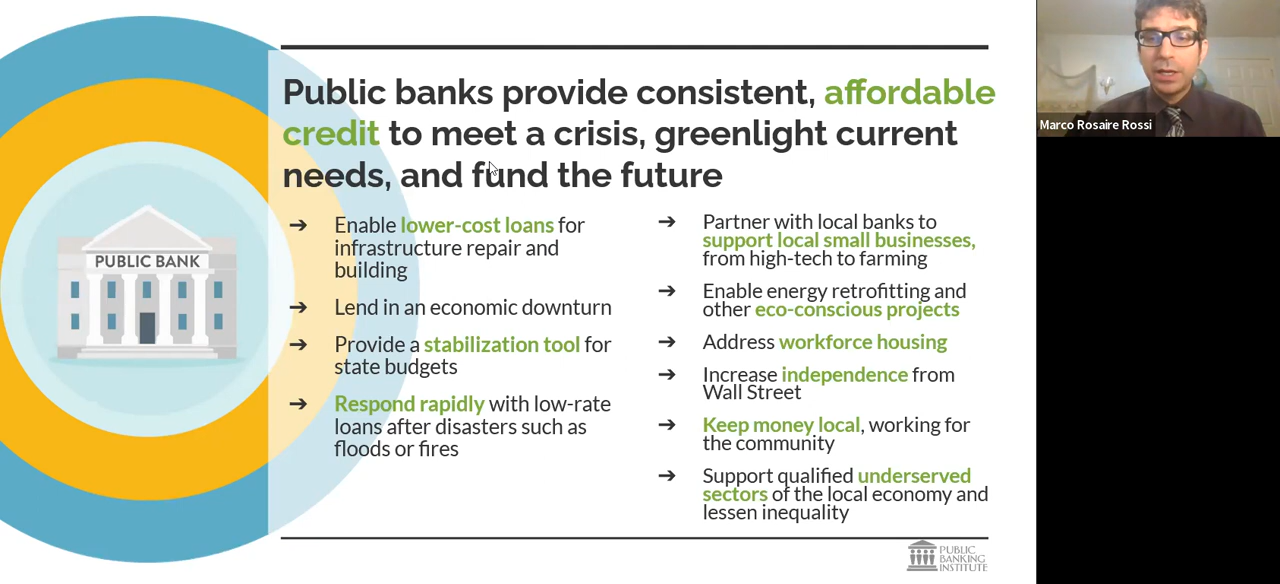 Public banks provide consistent, affordable
credit to meet a crisis, greenlight current
needs, and fund the future
PUBLIC BANK
➔ Enable lower-cost loans for
infrastructure repair and
building
➔ Lend in an economic downturn
➔ Provide a stabilization tool for
state budgets
➔ Respond rapidly with low-rate
loans after disasters such as
floods or fires
➔ Partner with local banks to
support local small businesses,
from high-tech to farming
➔ Enable energy retrofitting and
other eco-conscious projects
➔ Address workforce housing
➔ Increase independence from
Wall Street
➔ Keep money local, working for
the community
➔ Support qualified underserved
sectors of the local economy and
lessen inequality
PUBLIC
BANKING
INSTITUTE
Marco Rosaire Rossi